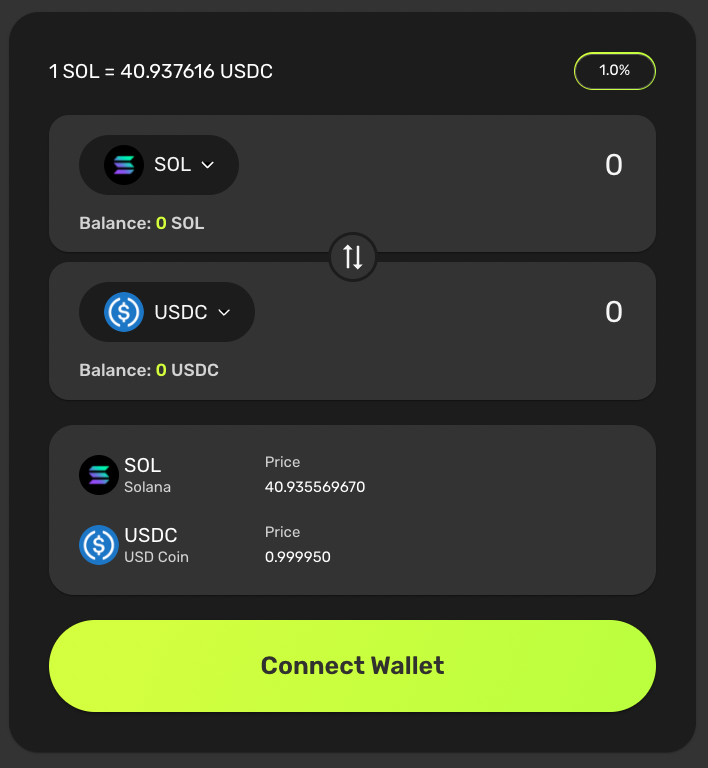 1 SOL = 40.937616 USDC
1.0%
SOL
0
Balance: 0 SOL
USDC
0
Balance: 0 USDC
SOL
Solana
Price
40.935569670
USDC
USD Coin
Price
0.999950
Connect Wallet